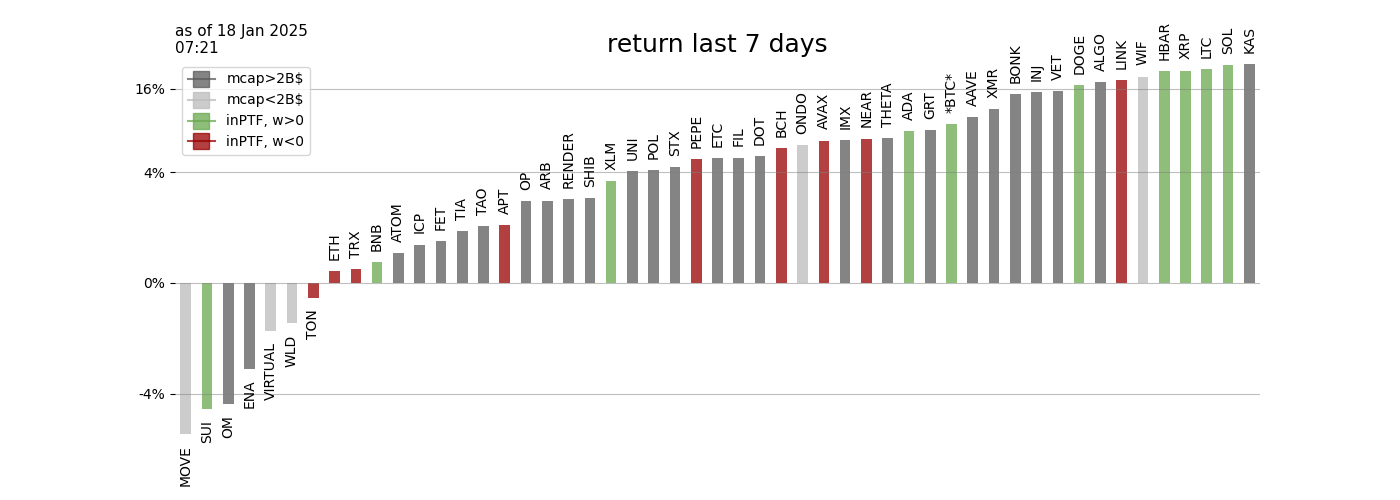 as of 18 Jan 2025
07:21
return last 7 days
mcap>2B$
mcap<2B$
inPTF, w>0
inPTF, w<0
16%
4%
0%
-4%
MOVE
SUI
OM
ENA
VIRTUAL
WLD
TON
ETH
TRX
BNB
ATOM
ICP
FET
TIA
TAO
APT
OP
ARB
RENDER
SHIB
XLM
UNI
POL
STX
PEPE
ETC
FIL
DOT
BCH
ONDO
AVAX
IMX
NEAR
THETA
ADA
GRT
*BTC*
AAVE
XMR
BONK
INJ
VET
DOGE
ALGO
LINK
WIF
HBAR
XRP
LTC
SOL
KAS